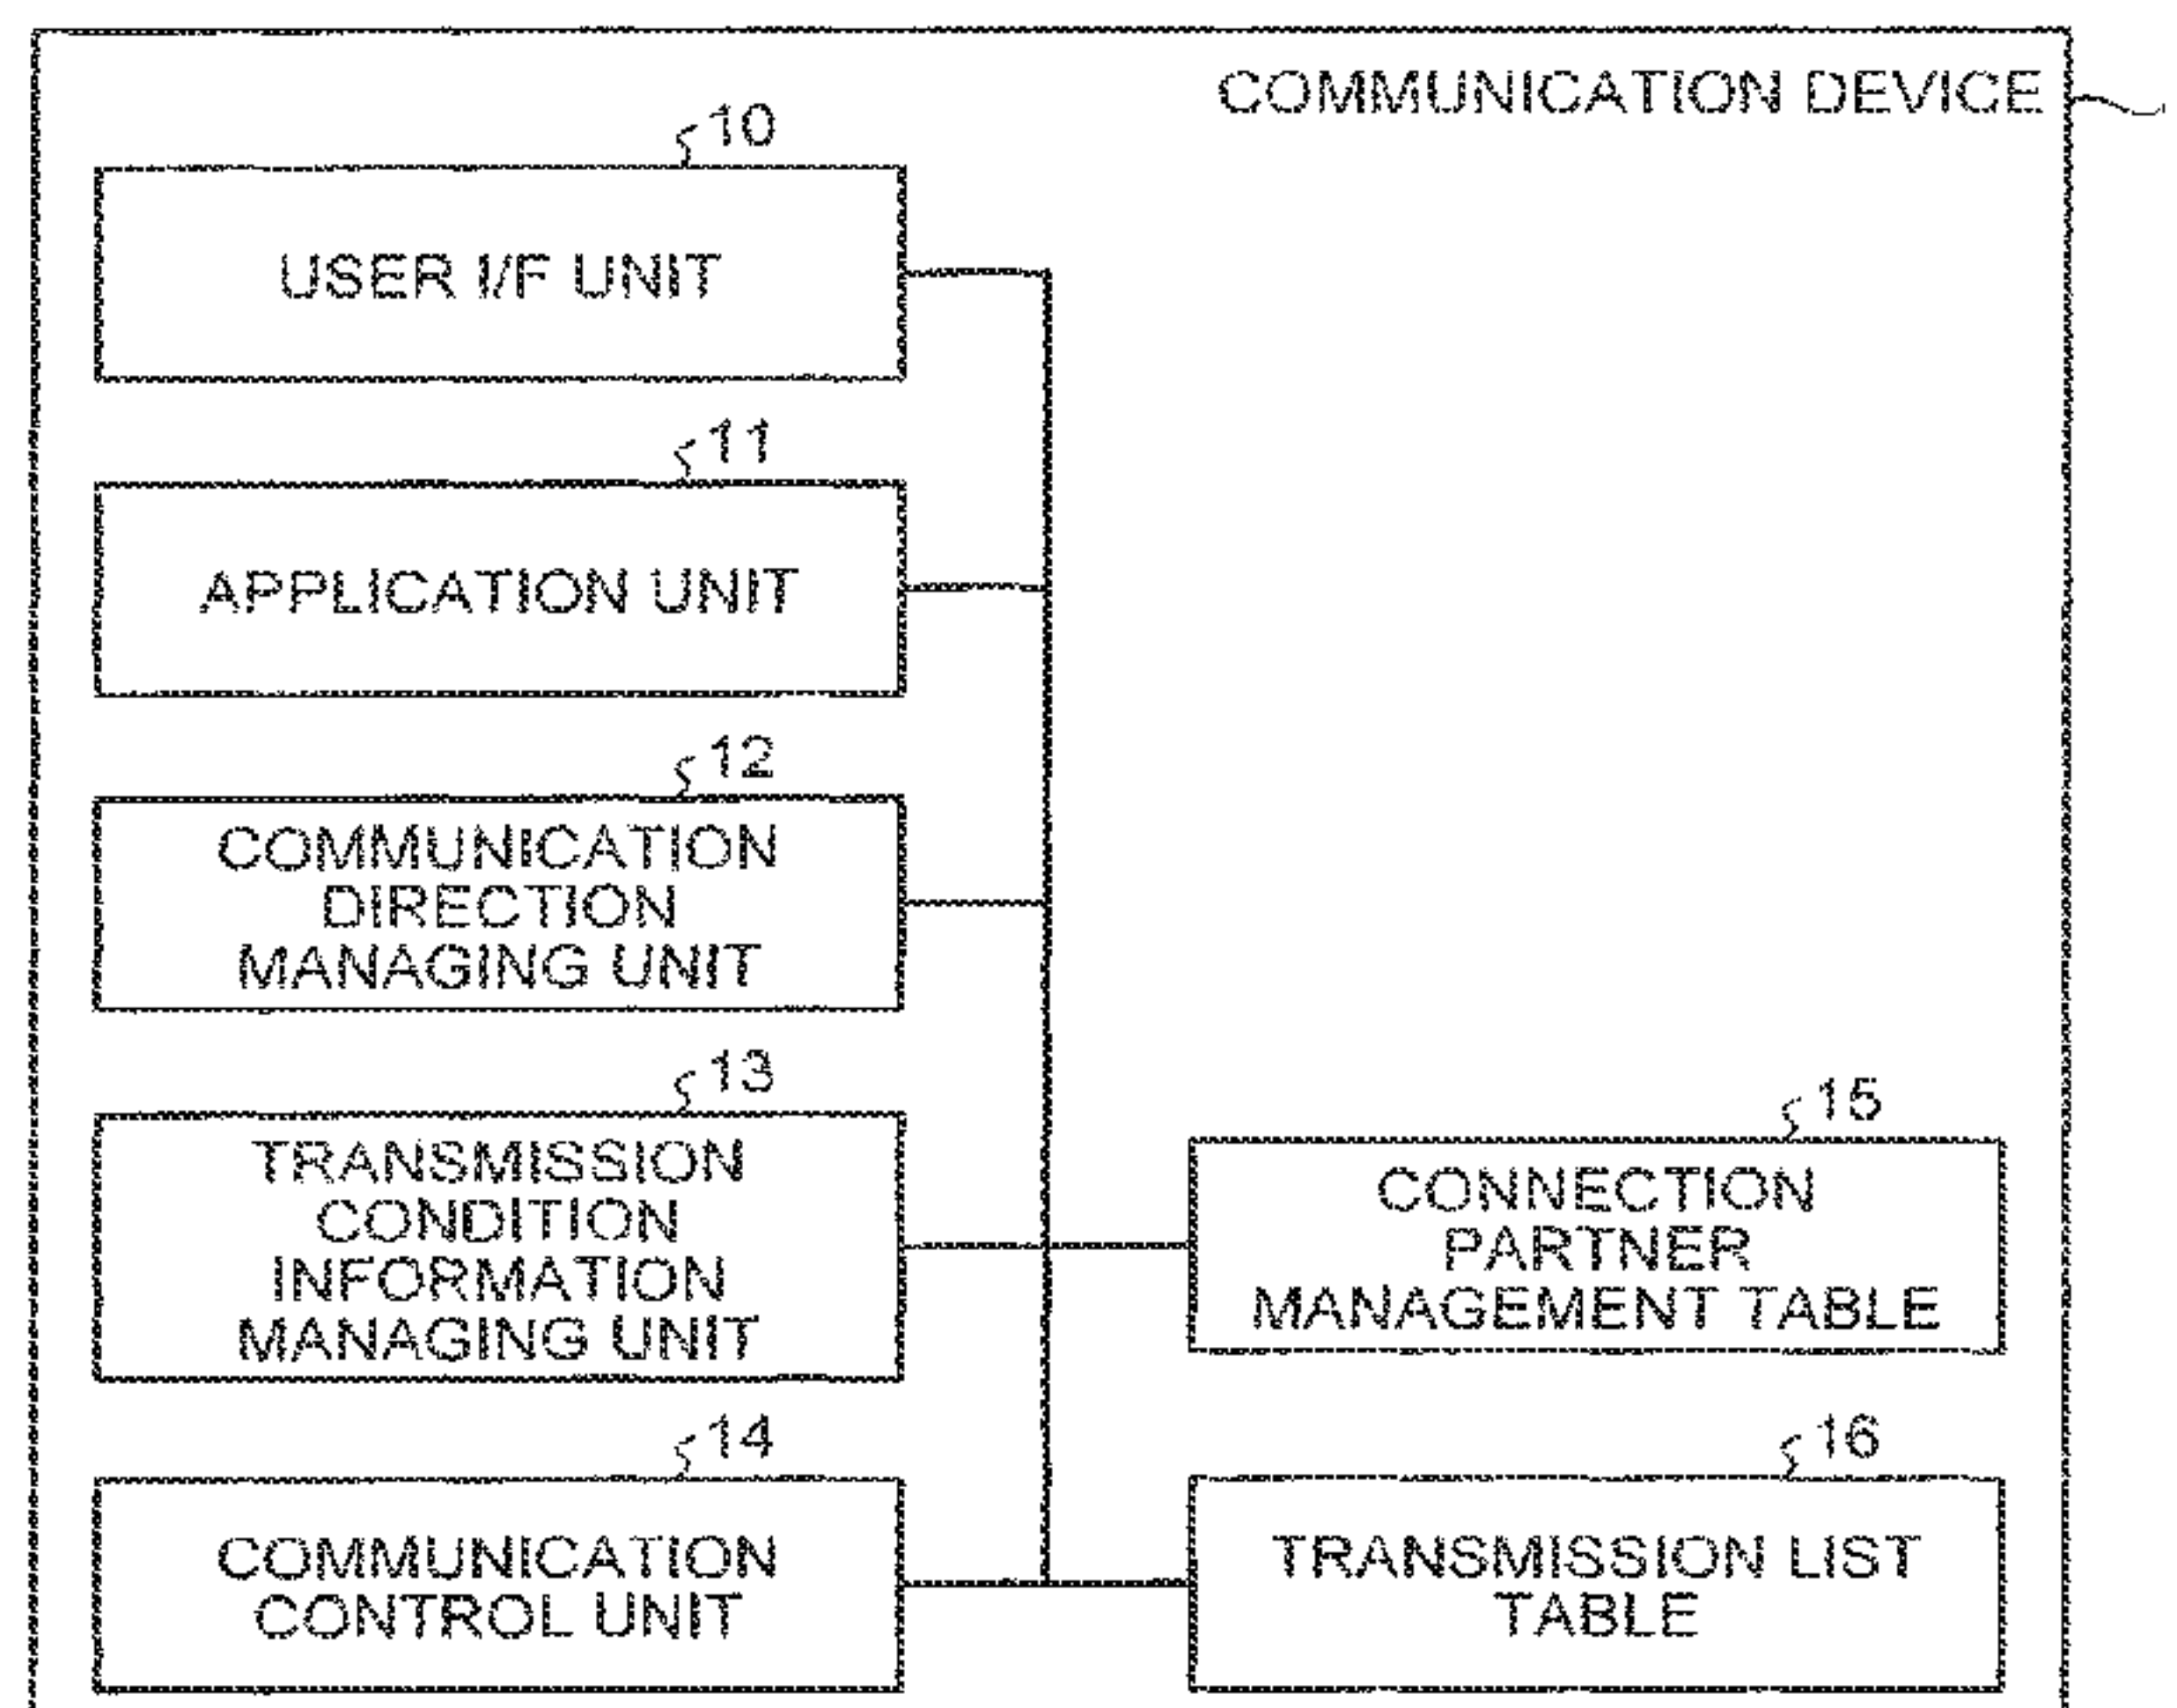 COMMUNICATION DEVICE
10
USER I/F UNIT
11
APPLICATION UNIT
12
COMMUNICATION
DIRECTION
MANAGING UNIT
13
TRANSMISSION
CONDITION
INFORMATION
MANAGING UNIT
15
CONNECTION
PARTNER
MANAGEMENT TABLE
14
COMMUNICATION
CONTROL UNIT
16
TRANSMISSION LIST
TABLE